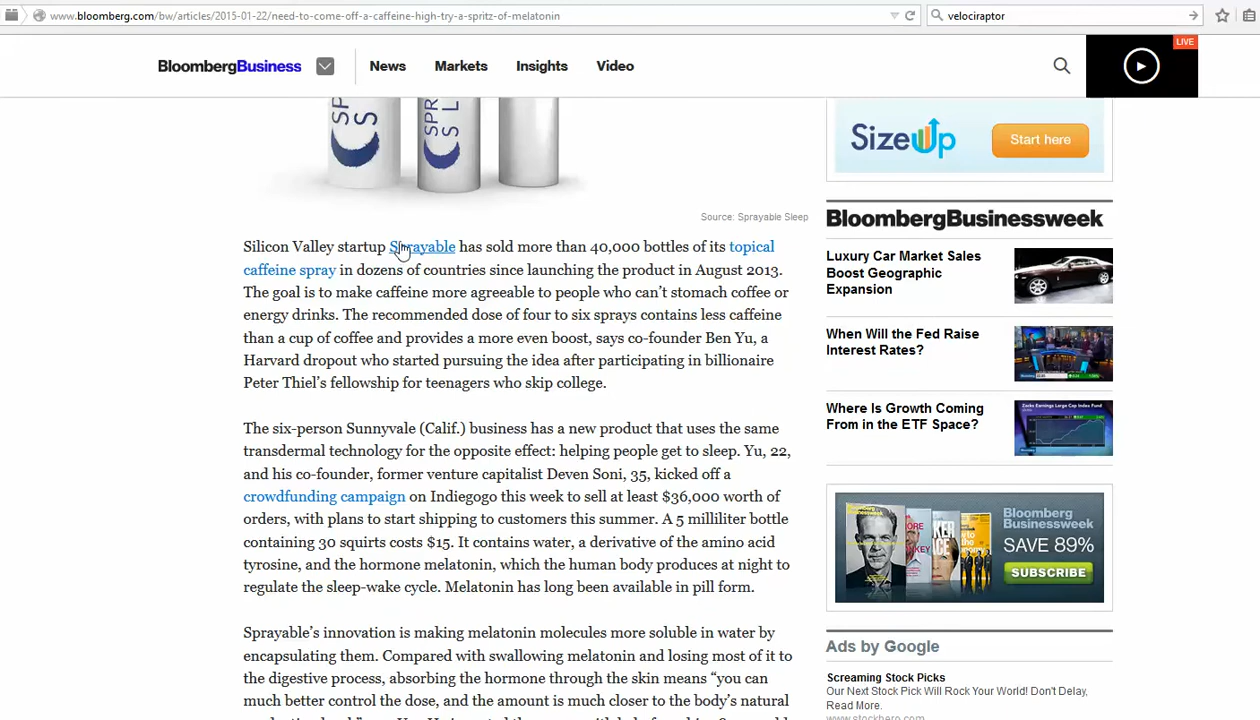 www.bloomberg.com/bw/articles/2015-01-22/need-to-come-off-a-caffeine-high-try-a-spritz-of-melatonin
velociraptor
BloombergBusiness
News
Markets
Insights
Video
LIVE
SPR
SL
SPR
SL
SizeUp
Start here
Source: Sprayable Sleep
Silicon Valley startup Sprayable has sold more than 40,000 bottles of its topical
caffeine spray in dozens of countries since launching the product in August 2013.
The goal is to make caffeine more agreeable to people who can't stomach coffee or
energy drinks. The recommended dose of four to six sprays contains less caffeine
than a cup of coffee and provides a more even boost, says co-founder Ben Yu, a
Harvard dropout who started pursuing the idea after participating in billionaire
Peter Thiel's fellowship for teenagers who skip college.
The six-person Sunnyvale (Calif.) business has a new product that uses the same
transdermal technology for the opposite effect: helping people get to sleep. Yu, 22,
and his co-founder, former venture capitalist Deven Soni, 35, kicked off a
crowdfunding campaign on Indiegogo this week to sell at least $36,000 worth of
orders, with plans to start shipping to customers this summer. A 5 milliliter bottle
containing 30 squirts costs $15. It contains water, a derivative of the amino acid
tyrosine, and the hormone melatonin, which the human body produces at night to
regulate the sleep-wake cycle. Melatonin has long been available in pill form.
Sprayable's innovation is making melatonin molecules more soluble in water by
encapsulating them. Compared with swallowing melatonin and losing most of it to
the digestive process, absorbing the hormone through the skin means "you can
much better control the dose, and the amount is much closer to the body's natural
BloombergBusinessweek
Luxury Car Market Sales
Boost Geographic
Expansion
When Will the Fed Raise
Interest Rates?
Where Is Growth Coming
From in the ETF Space?
Bloomberg
Businessweek
SAVE 89%
SUBSCRIBE
Ads by Google
Screaming Stock Picks
Our Next Stock Pick Will Rock Your World! Don't Delay,
Read More.
www.stockhero.com